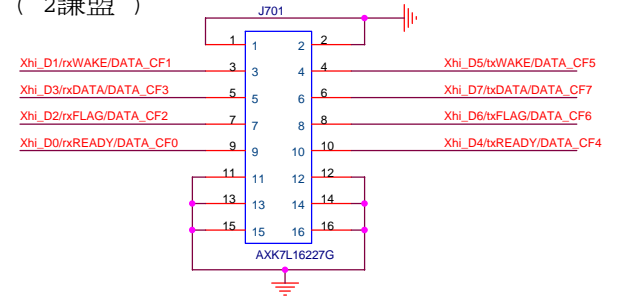 ( 2謙盟 )
J701
1 1 2 2
Xhi_D1/rxWAKE/DATA_CF1 3 3 4 4 Xhi_D5/txWAKE/DATA_CF5
Xhi_D3/rxDATA/DATA_CF3 5 5 6 6 Xhi_D7/txDATA/DATA_CF7
Xhi_D2/rxFLAG/DATA_CF2 7 7 8 8 Xhi_D6/txFLAG/DATA_CF6
Xhi_D0/rxREADY/DATA_CF0 9 9 10 10 Xhi_D4/txREADY/DATA_CF4
11 11 12 12
13 13 14 14
15 15 16 16
AXK7L16227G